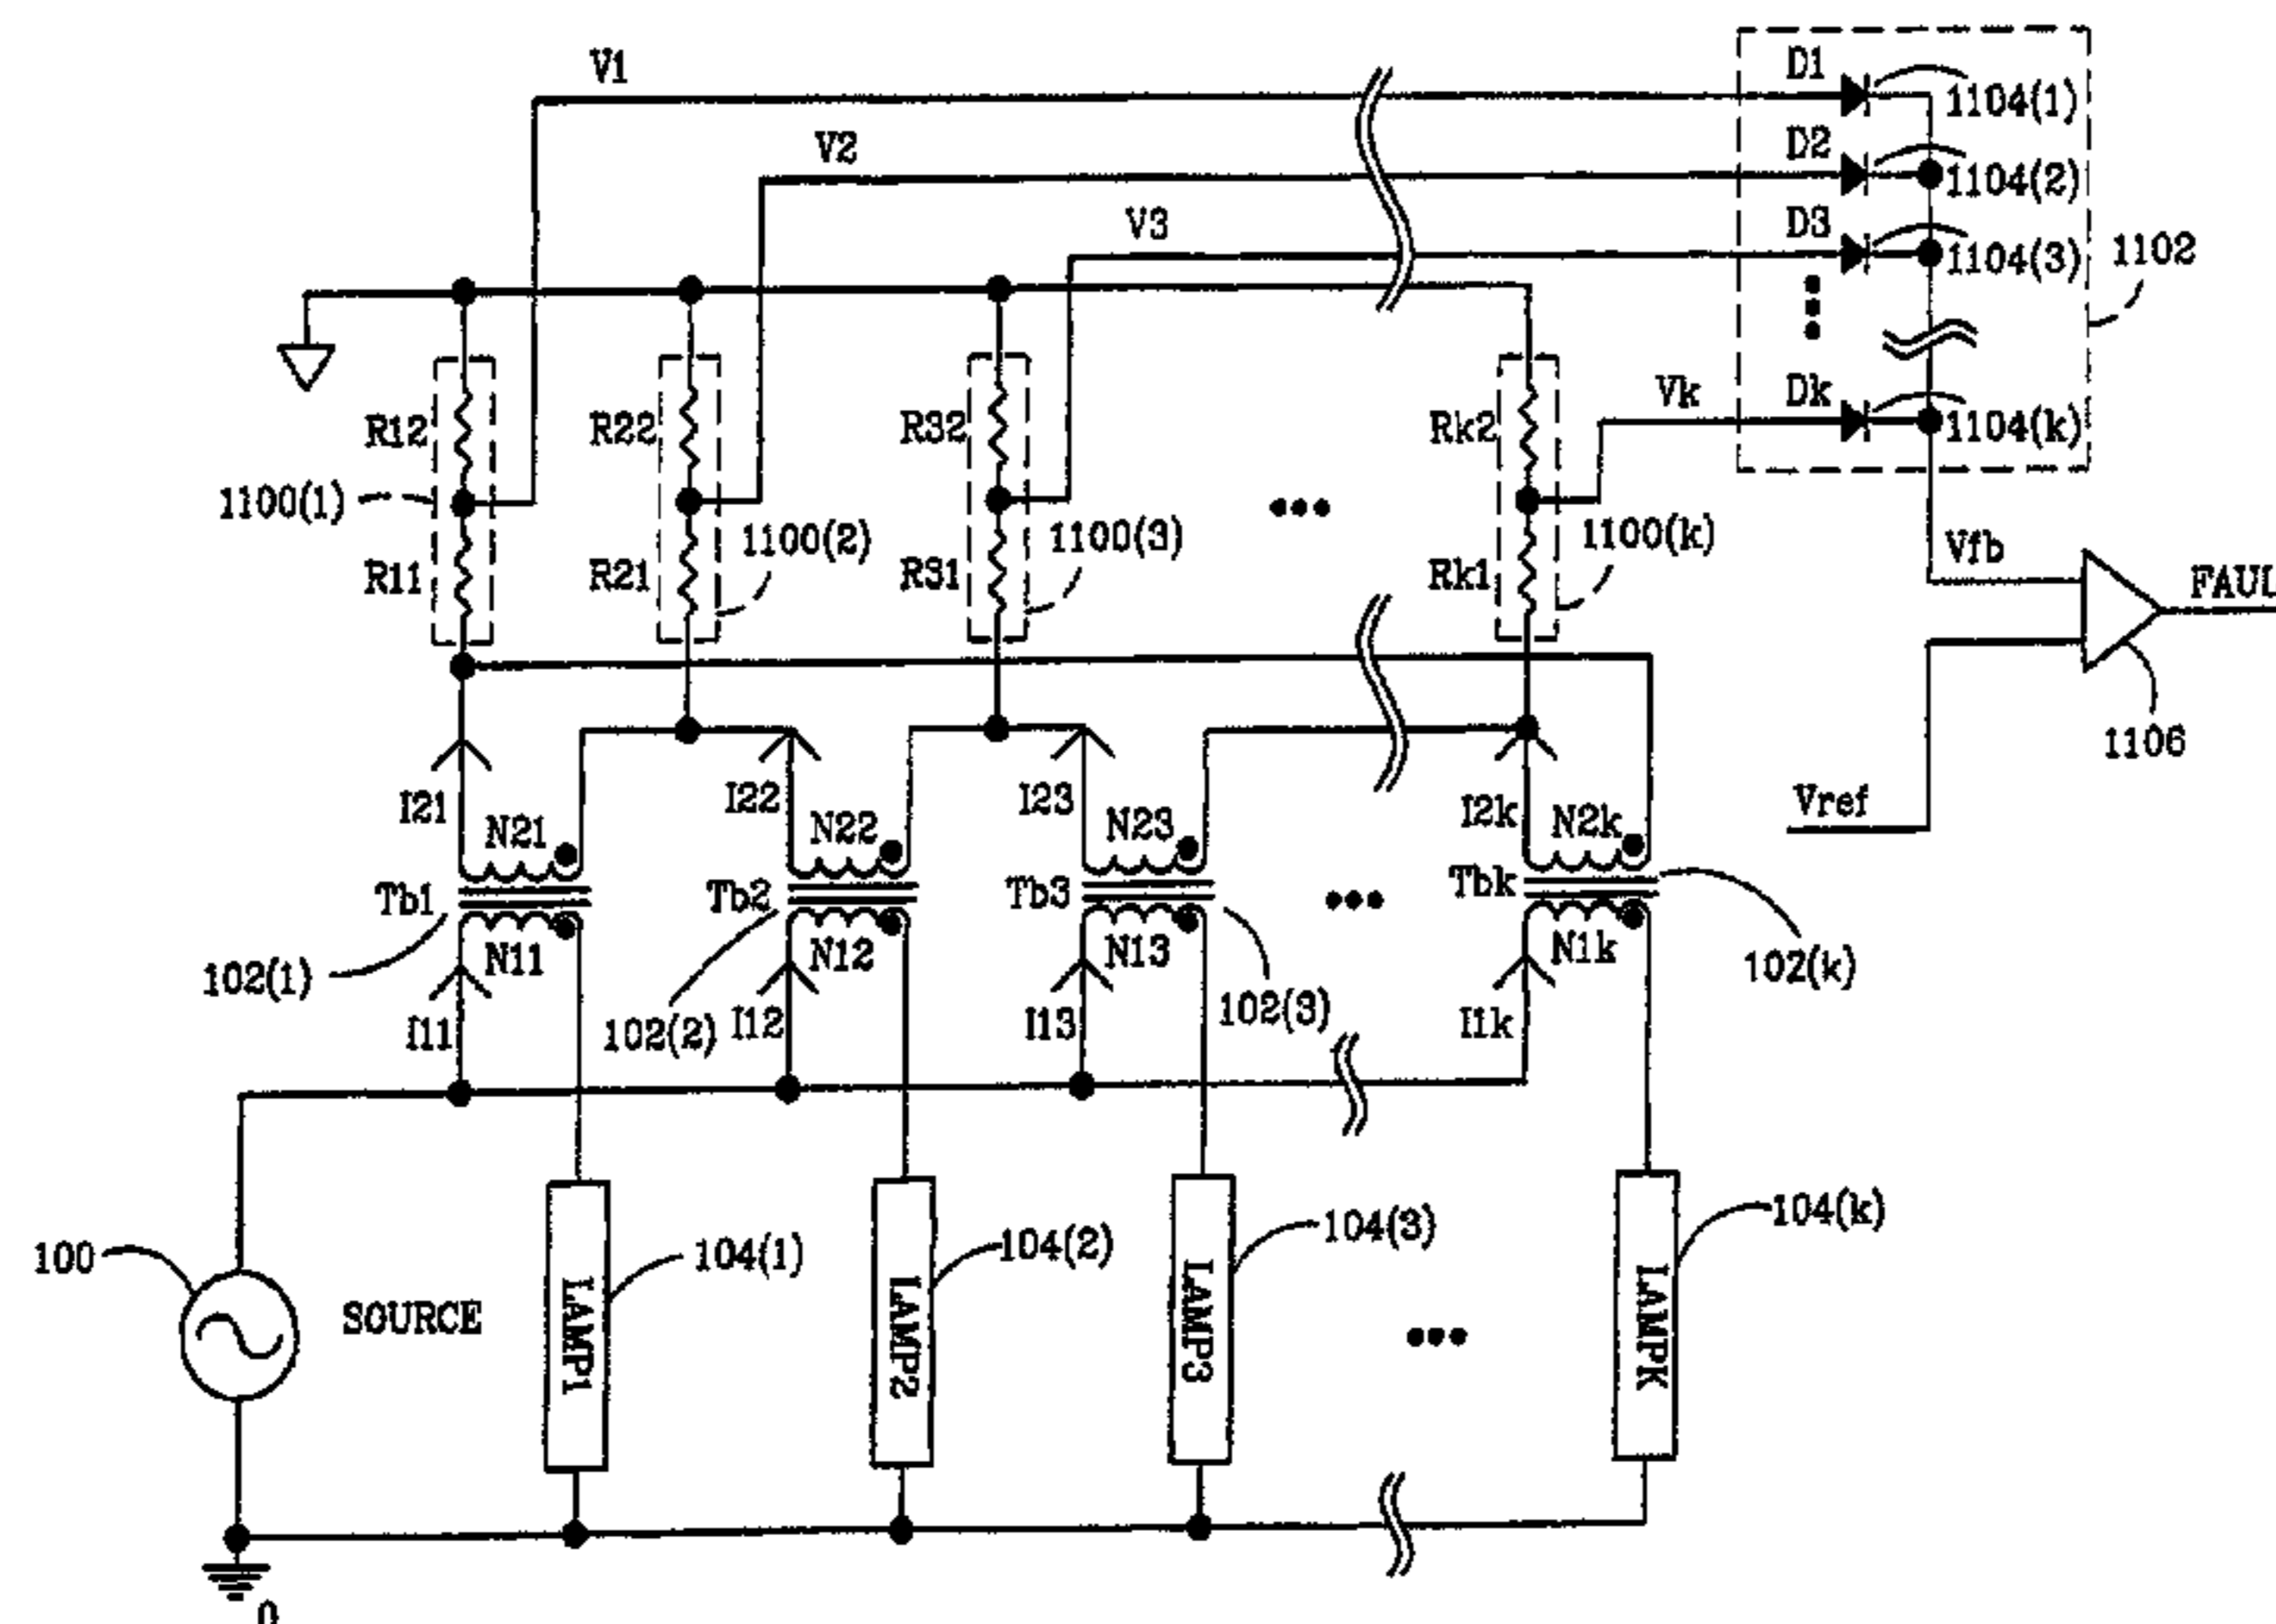 V1
D1
1104(1)
V2
D2
1104(2)
V3
D3
1104(3)
1102
Vk
Dk
1104(k)
R12
R22
R32
Rk2
1100(1)
1100(2)
1100(3)
1100(k)
R11
R21
R31
Rk1
Vfb
FAUL
1106
Vref
I21
I22
I23
I2k
N21
N22
N23
N2k
Tb1
Tb2
Tb3
Tbk
N11
N12
N13
N1k
102(1)
102(2)
102(3)
102(k)
I11
I12
I13
I1k
100
SOURCE
LAMP1
104(1)
LAMP2
104(2)
LAMP3
104(3)
LAMPK
104(k)
0